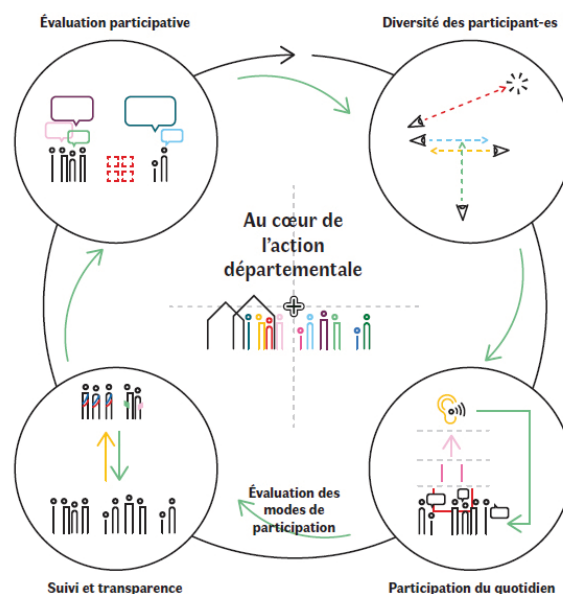 Évaluation participative
Diversité des participant-es
Au cœur de
l’action
départementale
Évaluation des
modes de
participation
Suivi et transparence
Participation du quotidien